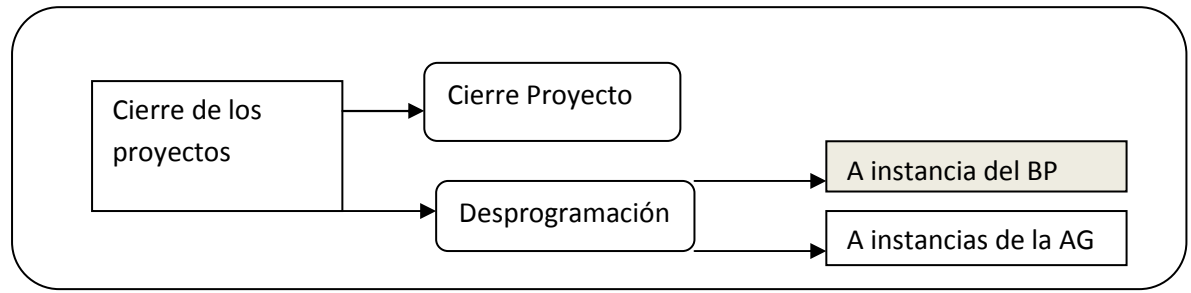 Cierre de los
proyectos
Cierre Proyecto
Desprogramación
A instancia del BP
A instancias de la AG